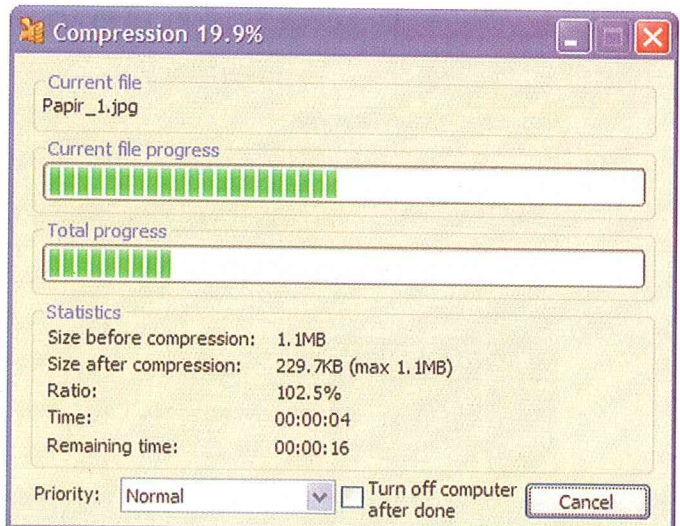 Compression 19.9%
Current file
Papir_1.jpg
Current file progress
Total progress
Statistics
Size before compression: 1.1MB
Size after compression: 229.7KB (max 1.1MB)
Ratio: 102.5%
Time: 00:00:04
Remaining time: 00:00:16
Priority: Normal Turn off computer after done Cancel